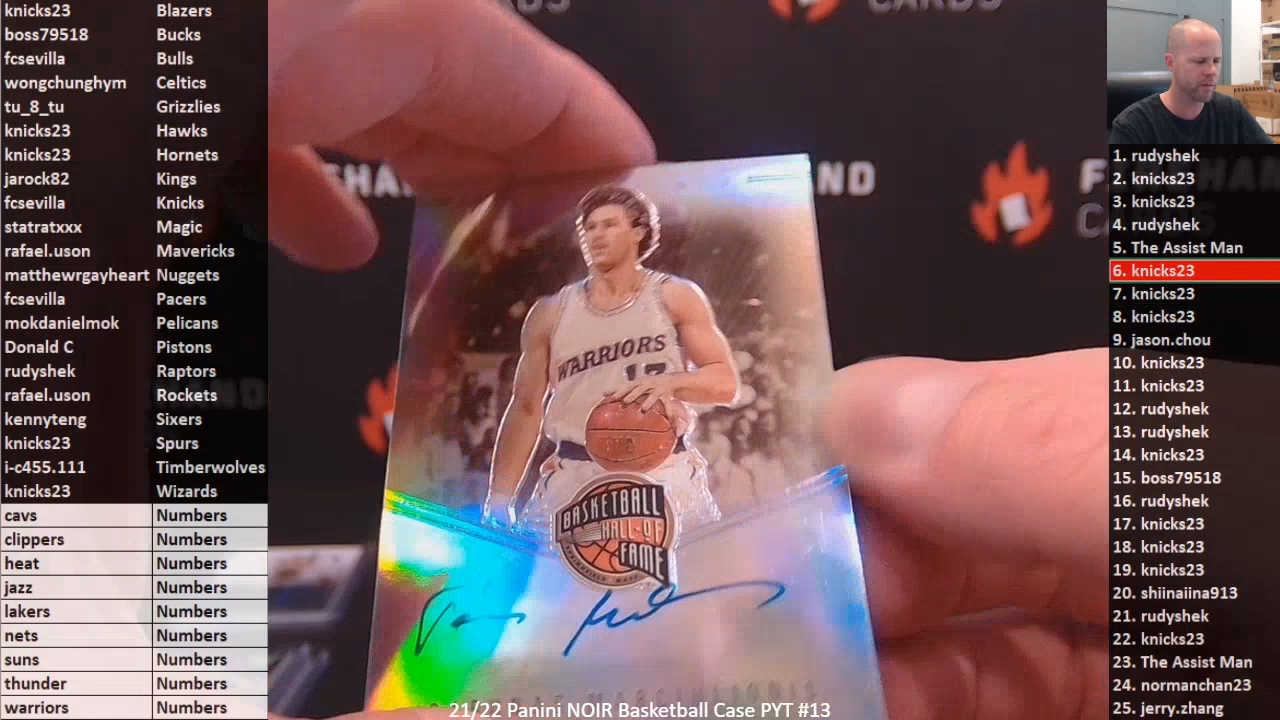 knicks23 Blazers
boss79518 Bucks
fcsevilla Bulls
wongchunghym Celtics
tu_8_tu Grizzlies
knicks23 Hawks
knicks23 Hornets
jarock82 Kings
fcsevilla Knicks
statratxxx Magic
rafael.uson Mavericks
matthewrgayheart Nuggets
fcsevilla Pacers
mokdanielmok Pelicans
Donald C Pistons
rudyshek Raptors
rafael.uson Rockets
kennyteng Sixers
knicks23 Spurs
i-c455.111 Timberwolves
knicks23 Wizards
cavs Numbers
clippers Numbers
heat Numbers
jazz Numbers
lakers Numbers
nets Numbers
suns Numbers
thunder Numbers
warriors Numbers
CARDS
WARRIORS
BASKETBALL
HALL-OF
FAME
21/22 Panini NOIR Basketball Case PYT #13
1. rudyshek
2. knicks23
3. knicks23
4. rudyshek
5. The Assist Man
6. knicks23
7. knicks23
8. knicks23
9. jason.chou
10. knicks23
11. knicks23
12. rudyshek
13. rudyshek
14. knicks23
15. boss79518
16. rudyshek
17. knicks23
18. knicks23
19. knicks23
20. shiinaiina913
21. rudyshek
22. knicks23
23. The Assist Man
24. normanchan23
25. jerry.zhang